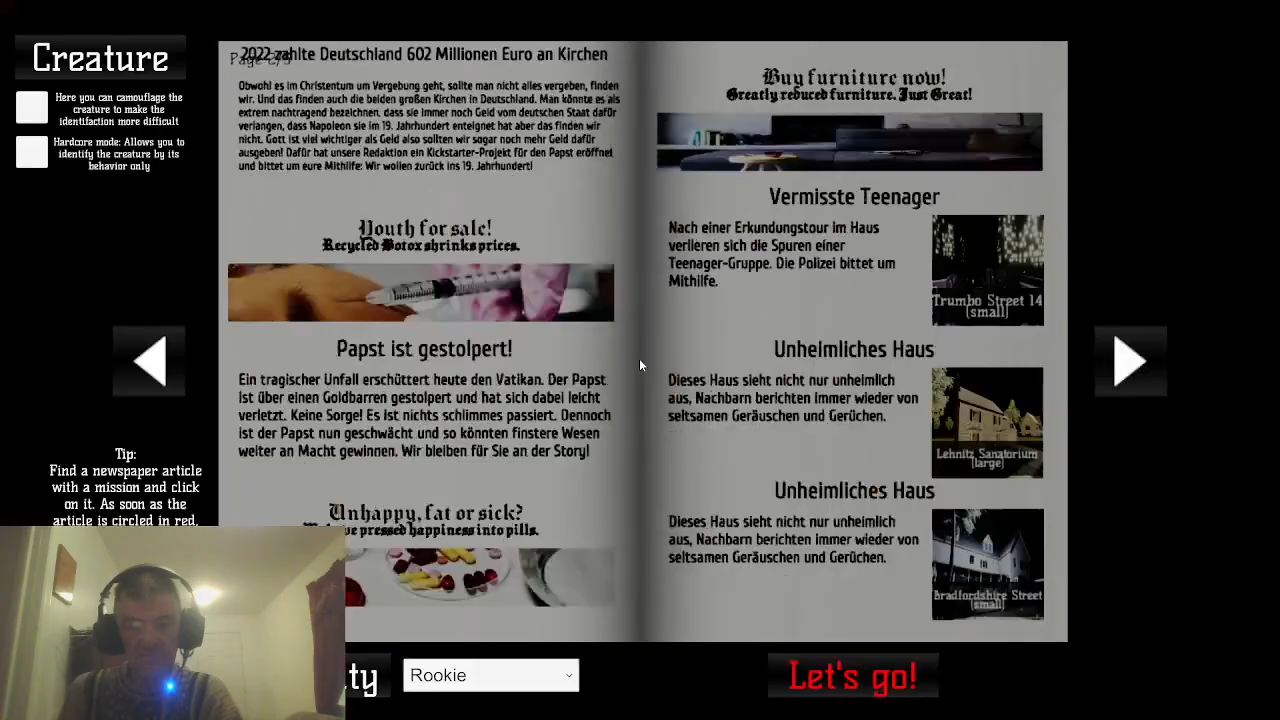 Creature
Here you can camouflage the
creature to make the
identifaction more difficult
Hardcore mode: Allows you to
identify the creature by its
behavior only
Tip:
Find a newspaper article
with a mission and click
on it. As soon as the
article is circled in red,
Page 2/5
2022 zahlte Deutschland 602 Millionen Euro an Kirchen
Obwohl es im Christentum um Vergebung geht, sollte man nicht alles vergeben, finden
wir. Und das finden auch die beiden großen Kirchen in Deutschland. Man könnte es als
extrem nachtragend bezeichnen, dass sie immer noch Geld vom deutschen Staat dafür
verlangen, dass Napoleon sie im 19. Jahrhundert enteignet hat aber das finden wir
nicht. Gott ist viel wichtiger als Geld also sollten wir sogar noch mehr Geld dafür
ausgeben! Dafür hat unsere Redaktion ein Kickstarter-Projekt für den Papst eröffnet
und bittet um eure Mithilfe: Wir wollen zurück ins 19. Jahrhundert!
Youth for sale!
Recycled Botox shrinks prices.
Papst ist gestolpert!
Ein tragischer Unfall erschüttert heute den Vatikan. Der Papst
ist über einen Goldbarren gestolpert und hat sich dabei leicht
verletzt. Keine Sorge! Es ist nichts schlimmes passiert. Dennoch
ist der Papst nun geschwächt und so könnten finstere Wesen
weiter an Macht gewinnen. Wir bleiben für Sie an der Story!
Unhappy, fat or sick?
pressed happiness into pills.
Buy furniture now!
Greatly reduced furniture. Just Great!
Vermisste Teenager
Nach einer Erkundungstour im Haus
verlieren sich die Spuren einer
Teenager-Gruppe. Die Polizei bittet um
Mithilfe.
Trumbo Street 14
(small)
Unheimliches Haus
Dieses Haus sieht nicht nur unheimlich
aus, Nachbarn berichten immer wieder von
seltsamen Geräuschen und Gerüchen.
Lehnitz Sanatorium
(large)
Unheimliches Haus
Dieses Haus sieht nicht nur unheimlich
aus, Nachbarn berichten immer wieder von
seltsamen Geräuschen und Gerüchen.
Bradfordshire Street
(small)
ty
Rookie
Let's go!